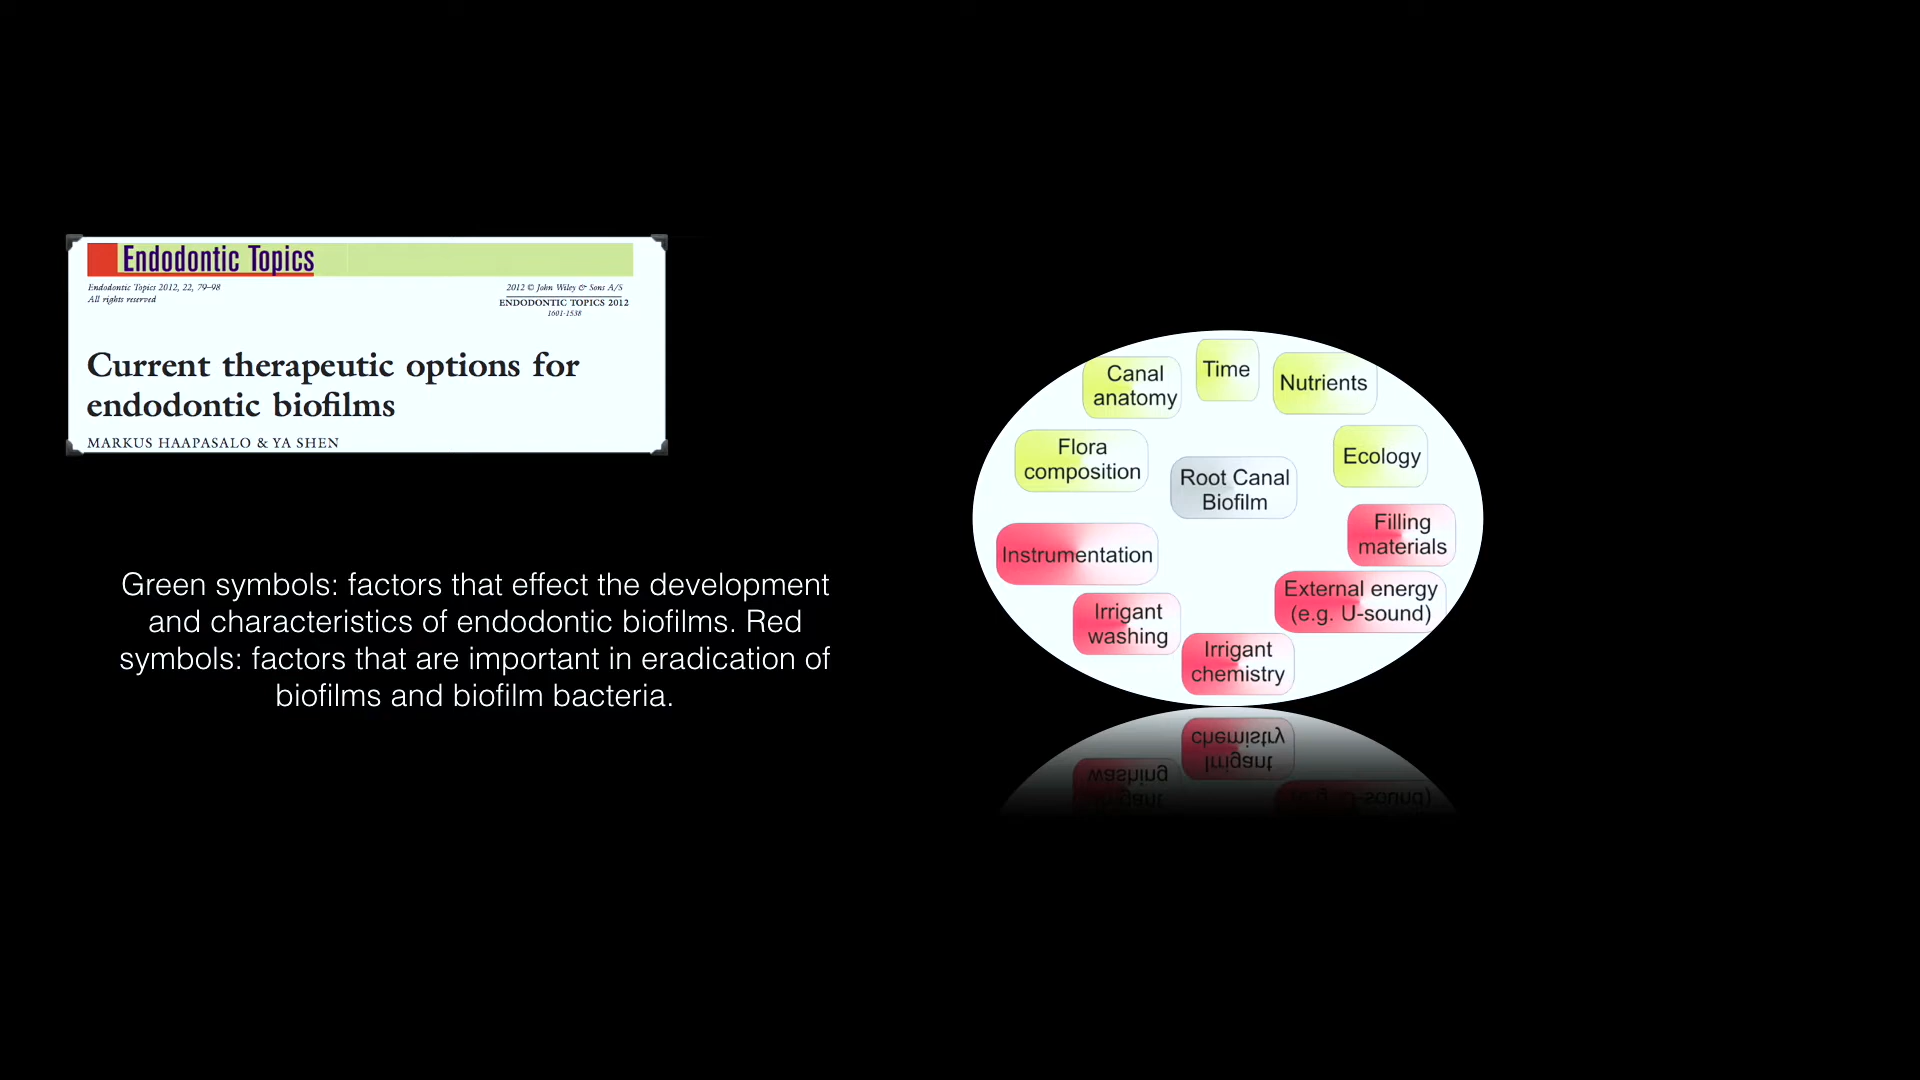 Endodontic Topics
Endodontic Topics 2012, 22, 79–98
All rights reserved
2012 © John Wiley & Sons A/S
ENDODONTIC TOPICS 2012
1601-1538
Current therapeutic options for
endodontic biofilms
MARKUS HAAPASALO & YA SHEN
Green symbols: factors that effect the development
and characteristics of endodontic biofilms. Red
symbols: factors that are important in eradication of
biofilms and biofilm bacteria.
Canal
anatomy
Time
Nutrients
Flora
composition
Ecology
Root Canal
Biofilm
Filling
materials
Instrumentation
External energy
(e.g. U-sound)
Irrigant
washing
Irrigant
chemistry